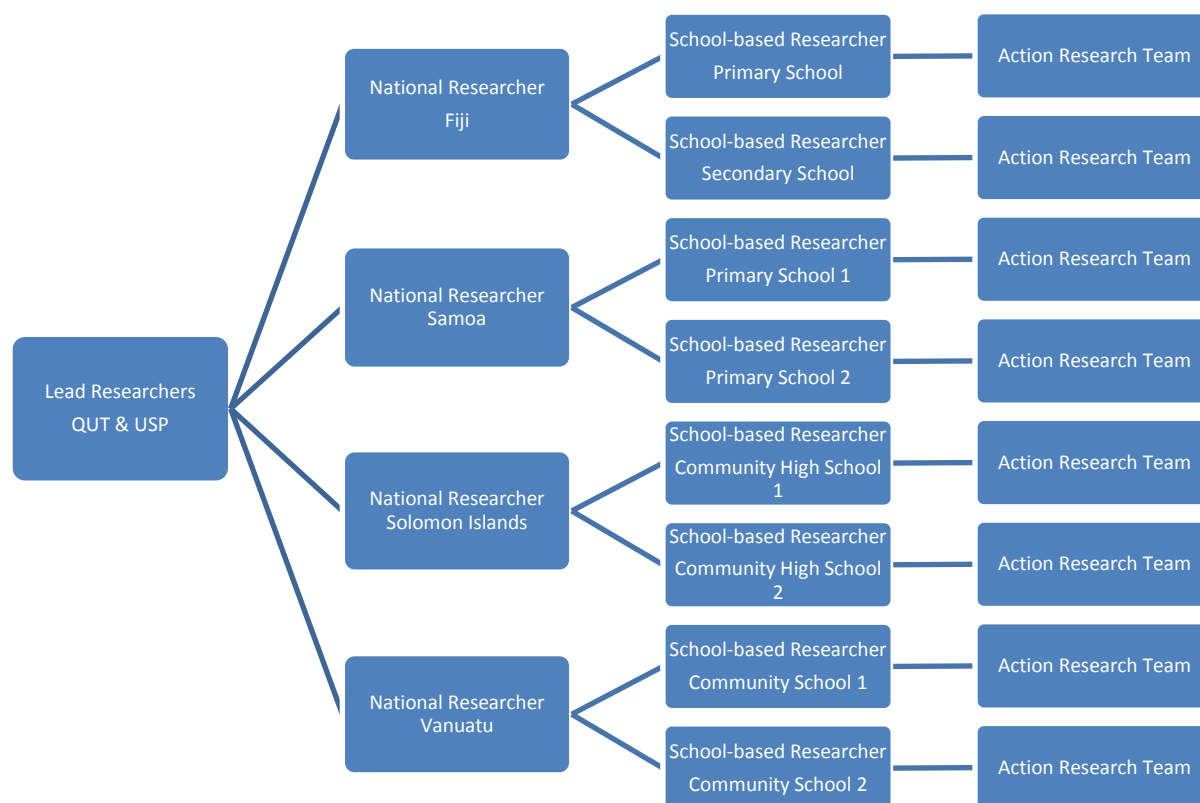 Lead Researchers
QUT & USP
National Researcher
Fiji
School-based Researcher
Primary School
Action Research Team
School-based Researcher
Secondary School
Action Research Team
National Researcher
Samoa
School-based Researcher
Primary School 1
Action Research Team
School-based Researcher
Primary School 2
Action Research Team
National Researcher
Solomon Islands
School-based Researcher
Community High School
1
Action Research Team
School-based Researcher
Community High School
2
Action Research Team
National Researcher
Vanuatu
School-based Researcher
Community School 1
Action Research Team
School-based Researcher
Community School 2
Action Research Team